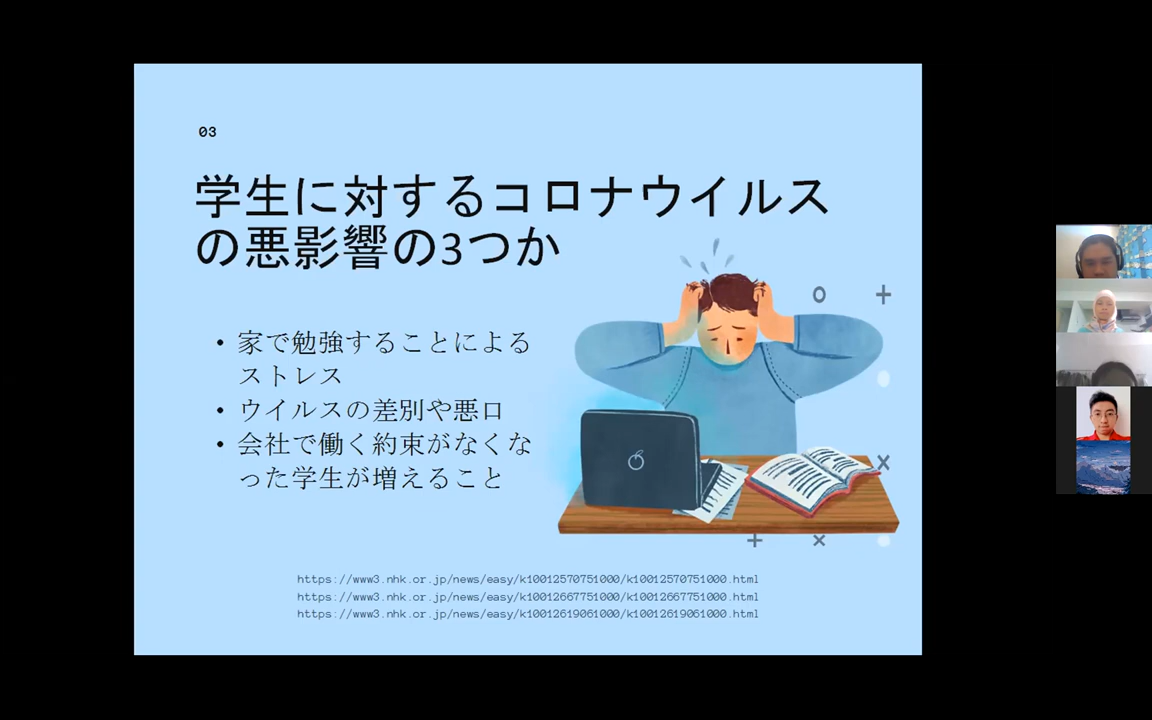 03
学生に対するコロナウイルス
の悪影響の3つか
• 家で勉強することによる
ストレス
• ウイルスの差別や悪口
• 会社で働く約束がなくな
った学生が増えること
https://www3.nhk.or.jp/news/easy/k10012570751000/k10012570751000.html
https://www3.nhk.or.jp/news/easy/k10012667751000/k10012667751000.html
https://www3.nhk.or.jp/news/easy/k10012619061000/k10012619061000.html